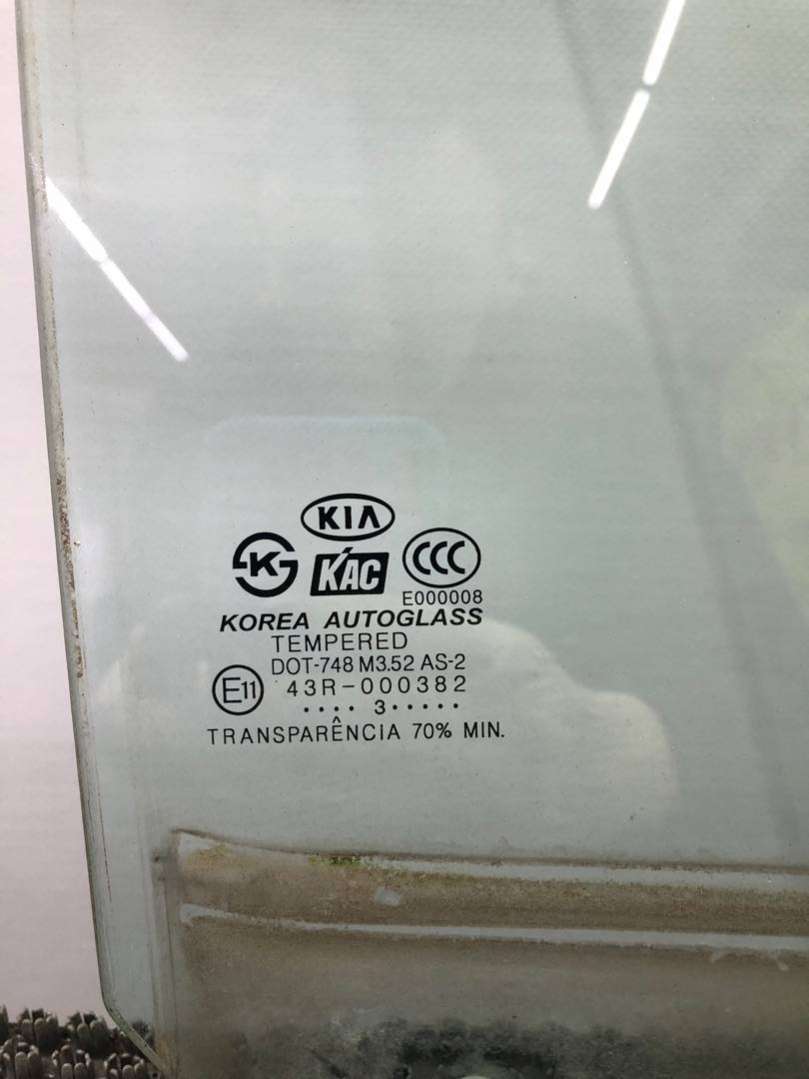 KIA
K
KAC
CCC
E000008
KOREA AUTOGLASS
TEMPERED
DOT-748 M3.52 AS-2
E11
43R-000382
···· 3·····
TRANSPARÊNCIA 70% MIN.